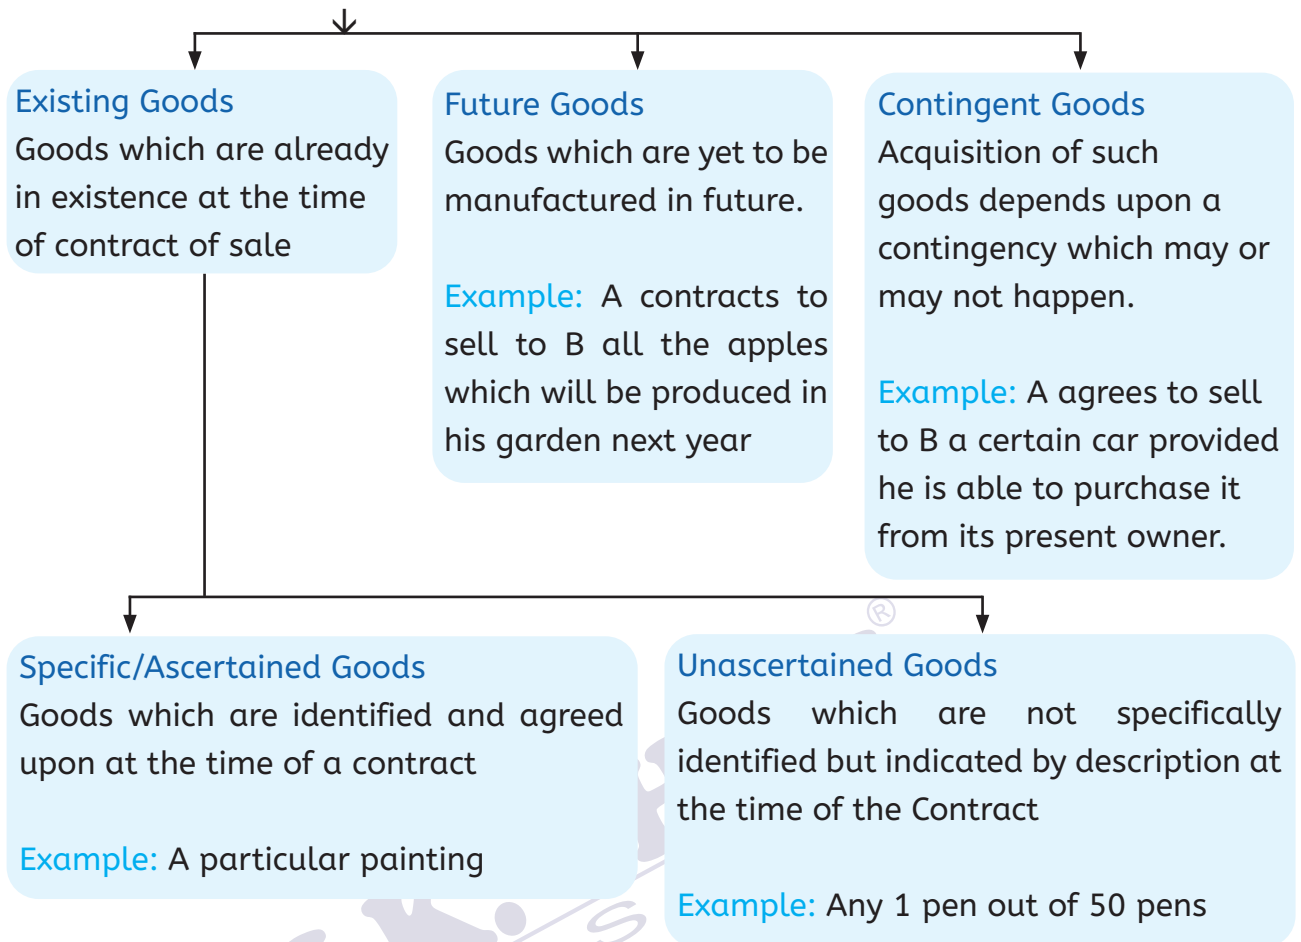 Existing Goods
Goods which are already
in existence at the time
of contract of sale
Future Goods
Goods which are yet to be
manufactured in future.
Example: A contracts to
sell to B all the apples
which will be produced in
his garden next year
Contingent Goods
Acquisition of such
goods depends upon a
contingency which may or
may not happen.
Example: A agrees to sell
to B a certain car provided
he is able to purchase it
from its present owner.
Specific/Ascertained Goods
Goods which are identified and agreed
upon at the time of a contract
Example: A particular painting
Unascertained Goods
Goods which are not specifically
identified but indicated by description at
the time of the Contract
Example: Any 1 pen out of 50 pens
®